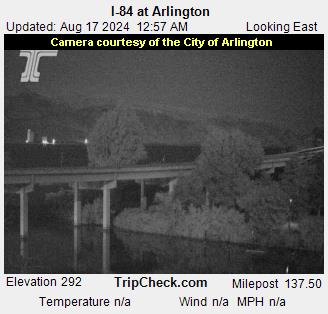 I-84 at Arlington
Updated: Aug 17 2024 12:57 AM Looking East
Camera courtesy of the City of Arlington
Elevation 292 TripCheck.com Milepost 137.50
Temperature n/a Wind n/a MPH n/a